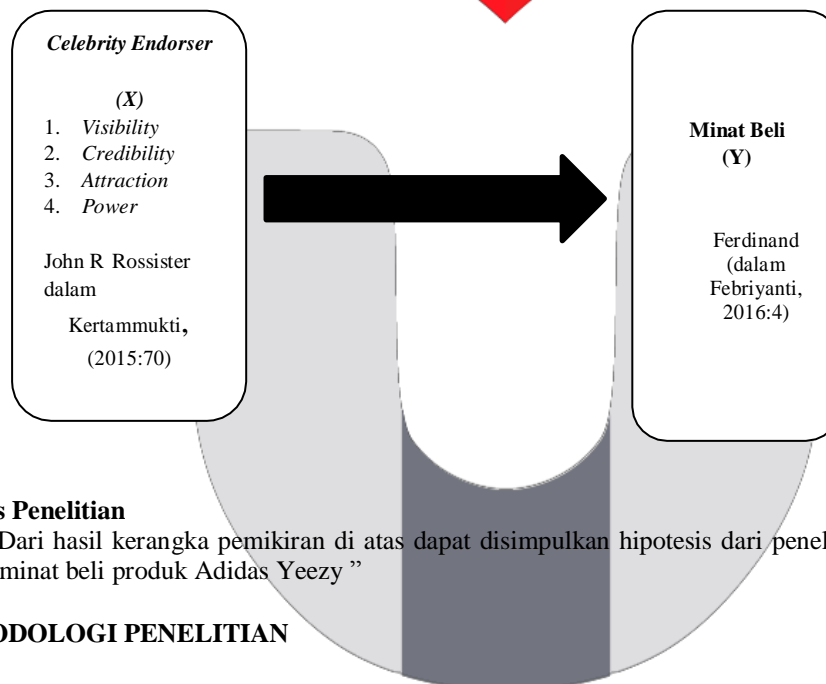 Celebrity Endorser
(X)
1. Visibility
2. Credibility
3. Attraction
4. Power
John R Rossister
dalam
Kertammukti,
(2015:70)
Minat Beli
(Y)
Ferdinand
(dalam
Febriyanti,
2016:4)
s Penelitian
Dari hasil kerangka pemikiran di atas dapat disimpulkan hipotesis dari penel
minat beli produk Adidas Yeezy ”
ODOLOGI PENELITIAN